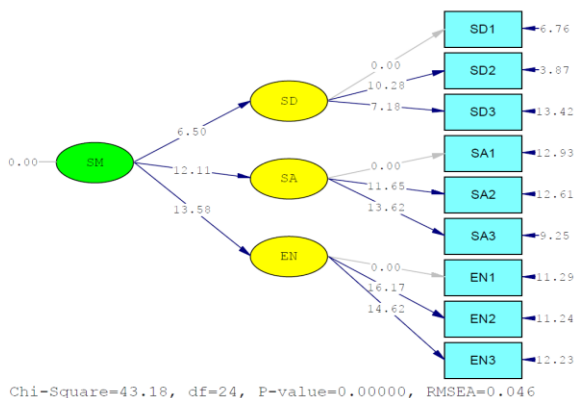 SD1
6.76
0.00
SD2
3.87
10.28
SD
7.18
SD3
13.42
6.50
0.00
SM
12.11
SA
0.00
SA1
12.93
11.65
SA2
12.61
13.62
13.58
SA3
9.25
EN
0.00
EN1
11.29
16.17
EN2
11.24
14.62
EN3
12.23
Chi-Square=43.18, df=24, P-value=0.00000, RMSEA=0.046